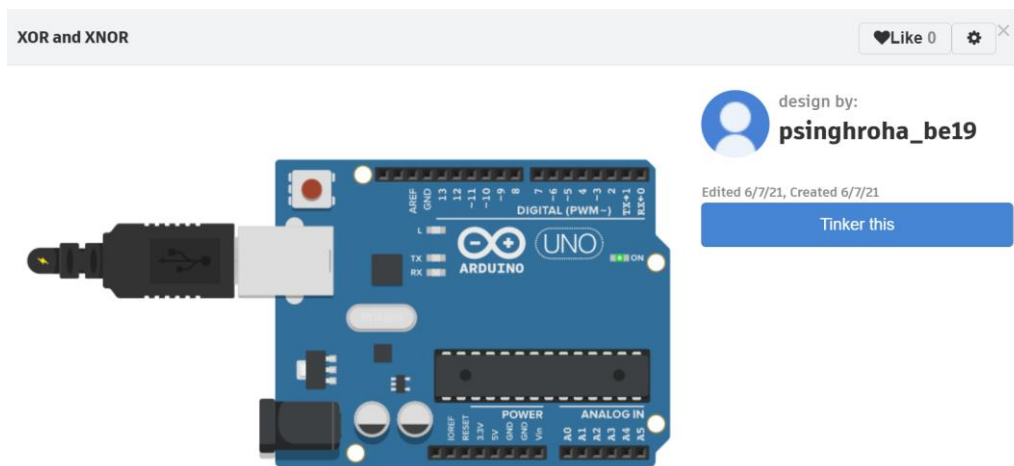 XOR and XNOR
Like 0
design by:
psinghroha_be19
Edited 6/7/21, Created 6/7/21
Tinker this
AREF
GND
13
12
~11
~10
~9
8
7
~6
~5
4
~3
2
TX→1
RX←0
DIGITAL (PWM~)
L
TX
RX
ARDUINO
UNO
ON
POWER
ANALOG IN
IOREF
RESET
3.3V
5V
GND
GND
Vin
A0
A1
A2
A3
A4
A5